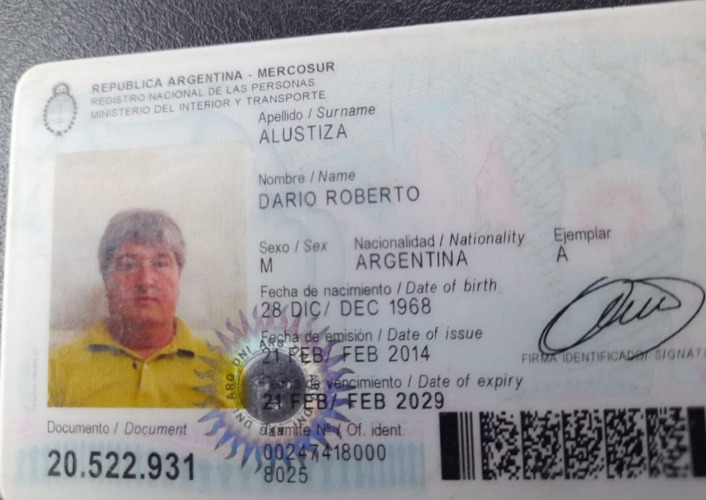 REPUBLICA ARGENTINA - MERCOSUR
REGISTRO NACIONAL DE LAS PERSONAS
MINISTERIO DEL INTERIOR Y TRANSPORTE
Apellido / Surname
ALUSTIZA
Nombre / Name
DARIO ROBERTO
Sexo / Sex Nacionalidad / Nationality Ejemplar
M ARGENTINA A
Fecha de nacimiento / Date of birth
28 DIC/ DEC 1968
Fecha de emisión / Date of issue
21 FEB/ FEB 2014
FIRMA IDENTIFICADO/ SIGNAT
Fecha de vencimiento / Date of expiry
21 FEB/ FEB 2029
Documento / Document
20.522.931
Trámite Nº / Of. ident.
00247418000
8025